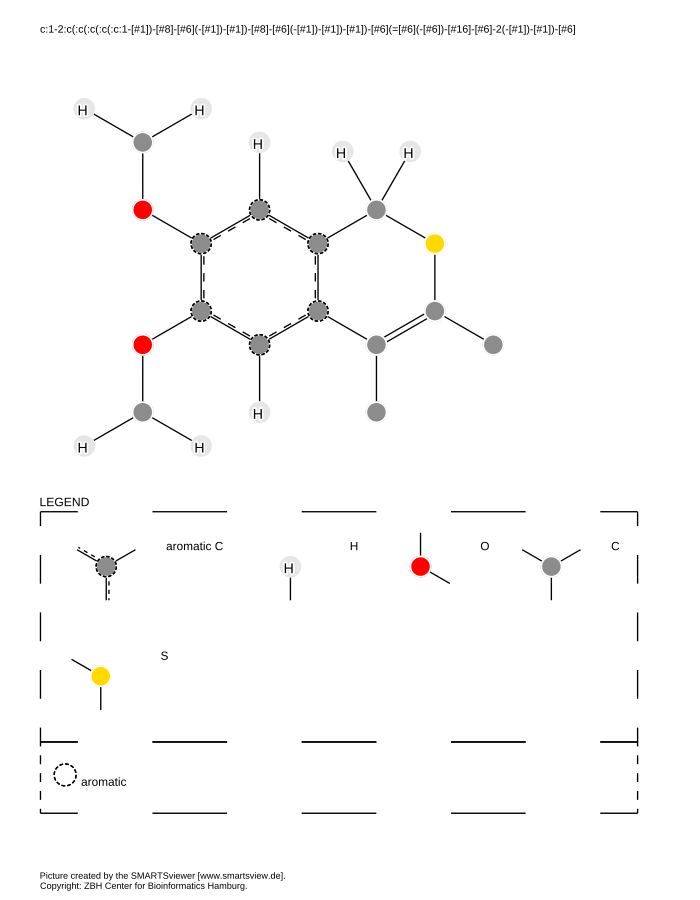 c:1-2:c(:c(:c(:c(:c:1-[#1])-[#8]-[#6](-[#1])-[#1])-[#8]-[#6](-[#1])-[#1])-[#1])-[#6](=[#6](-[#6])-[#16]-[#6]-2(-[#1])-[#1])-[#6]
H H
H
H H
H
H H
LEGEND
aromatic C H O C
H
S
aromatic
Picture created by the SMARTSviewer [www.smartsview.de].
Copyright: ZBH Center for Bioinformatics Hamburg.